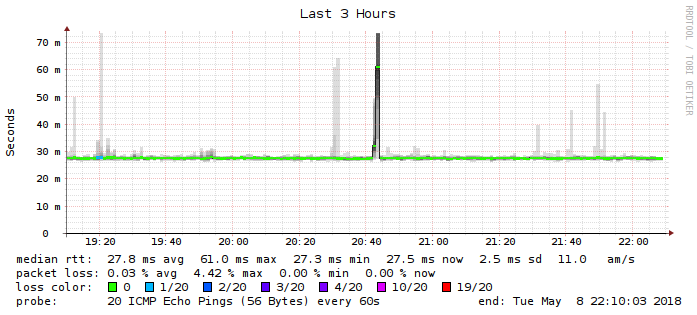 Last 3 Hours
RRDTOOL / TOBI OETIKER
Seconds
70 m
60 m
50 m
40 m
30 m
20 m
10 m
0
19:20 19:40 20:00 20:20 20:40 21:00 21:20 21:40 22:00
median rtt: 27.8 ms avg 61.0 ms max 27.3 ms min 27.5 ms now 2.5 ms sd 11.0 am/s
packet loss: 0.03 % avg 4.42 % max 0.00 % min 0.00 % now
loss color: 0 1/20 2/20 3/20 4/20 10/20 19/20
probe: 20 ICMP Echo Pings (56 Bytes) every 60s end: Tue May 8 22:10:03 2018